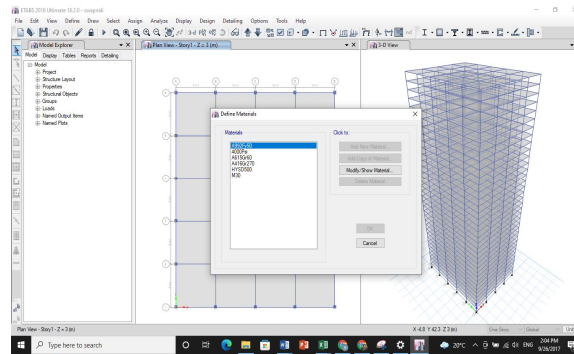 ETABS 2016 Ultimate 16.2.0 - swapnali
File Edit View Define Draw Select Assign Analyze Display Design Detailing Options Tools Help
Model Explorer
Plan View - Story1 - Z = 3 (m)
3-D View
Model Display Tables Reports Detailing
Model
Project
Structure Layout
Properties
Structural Objects
Groups
Loads
Named Output Items
Named Plots
Define Materials
Materials
Click to:
A992Fy50
4000Psi
A615Gr60
A416Gr270
HYSD500
M30
Add New Material...
Add Copy of Material...
Modify/Show Material...
Delete Material
OK
Cancel
Plan View - Story1 - Z = 3 (m)
X -4.8 Y 42.3 Z 3 (m)
One Story
Global
Type here to search
20°C
ENG
2:04 PM
9/26/2017